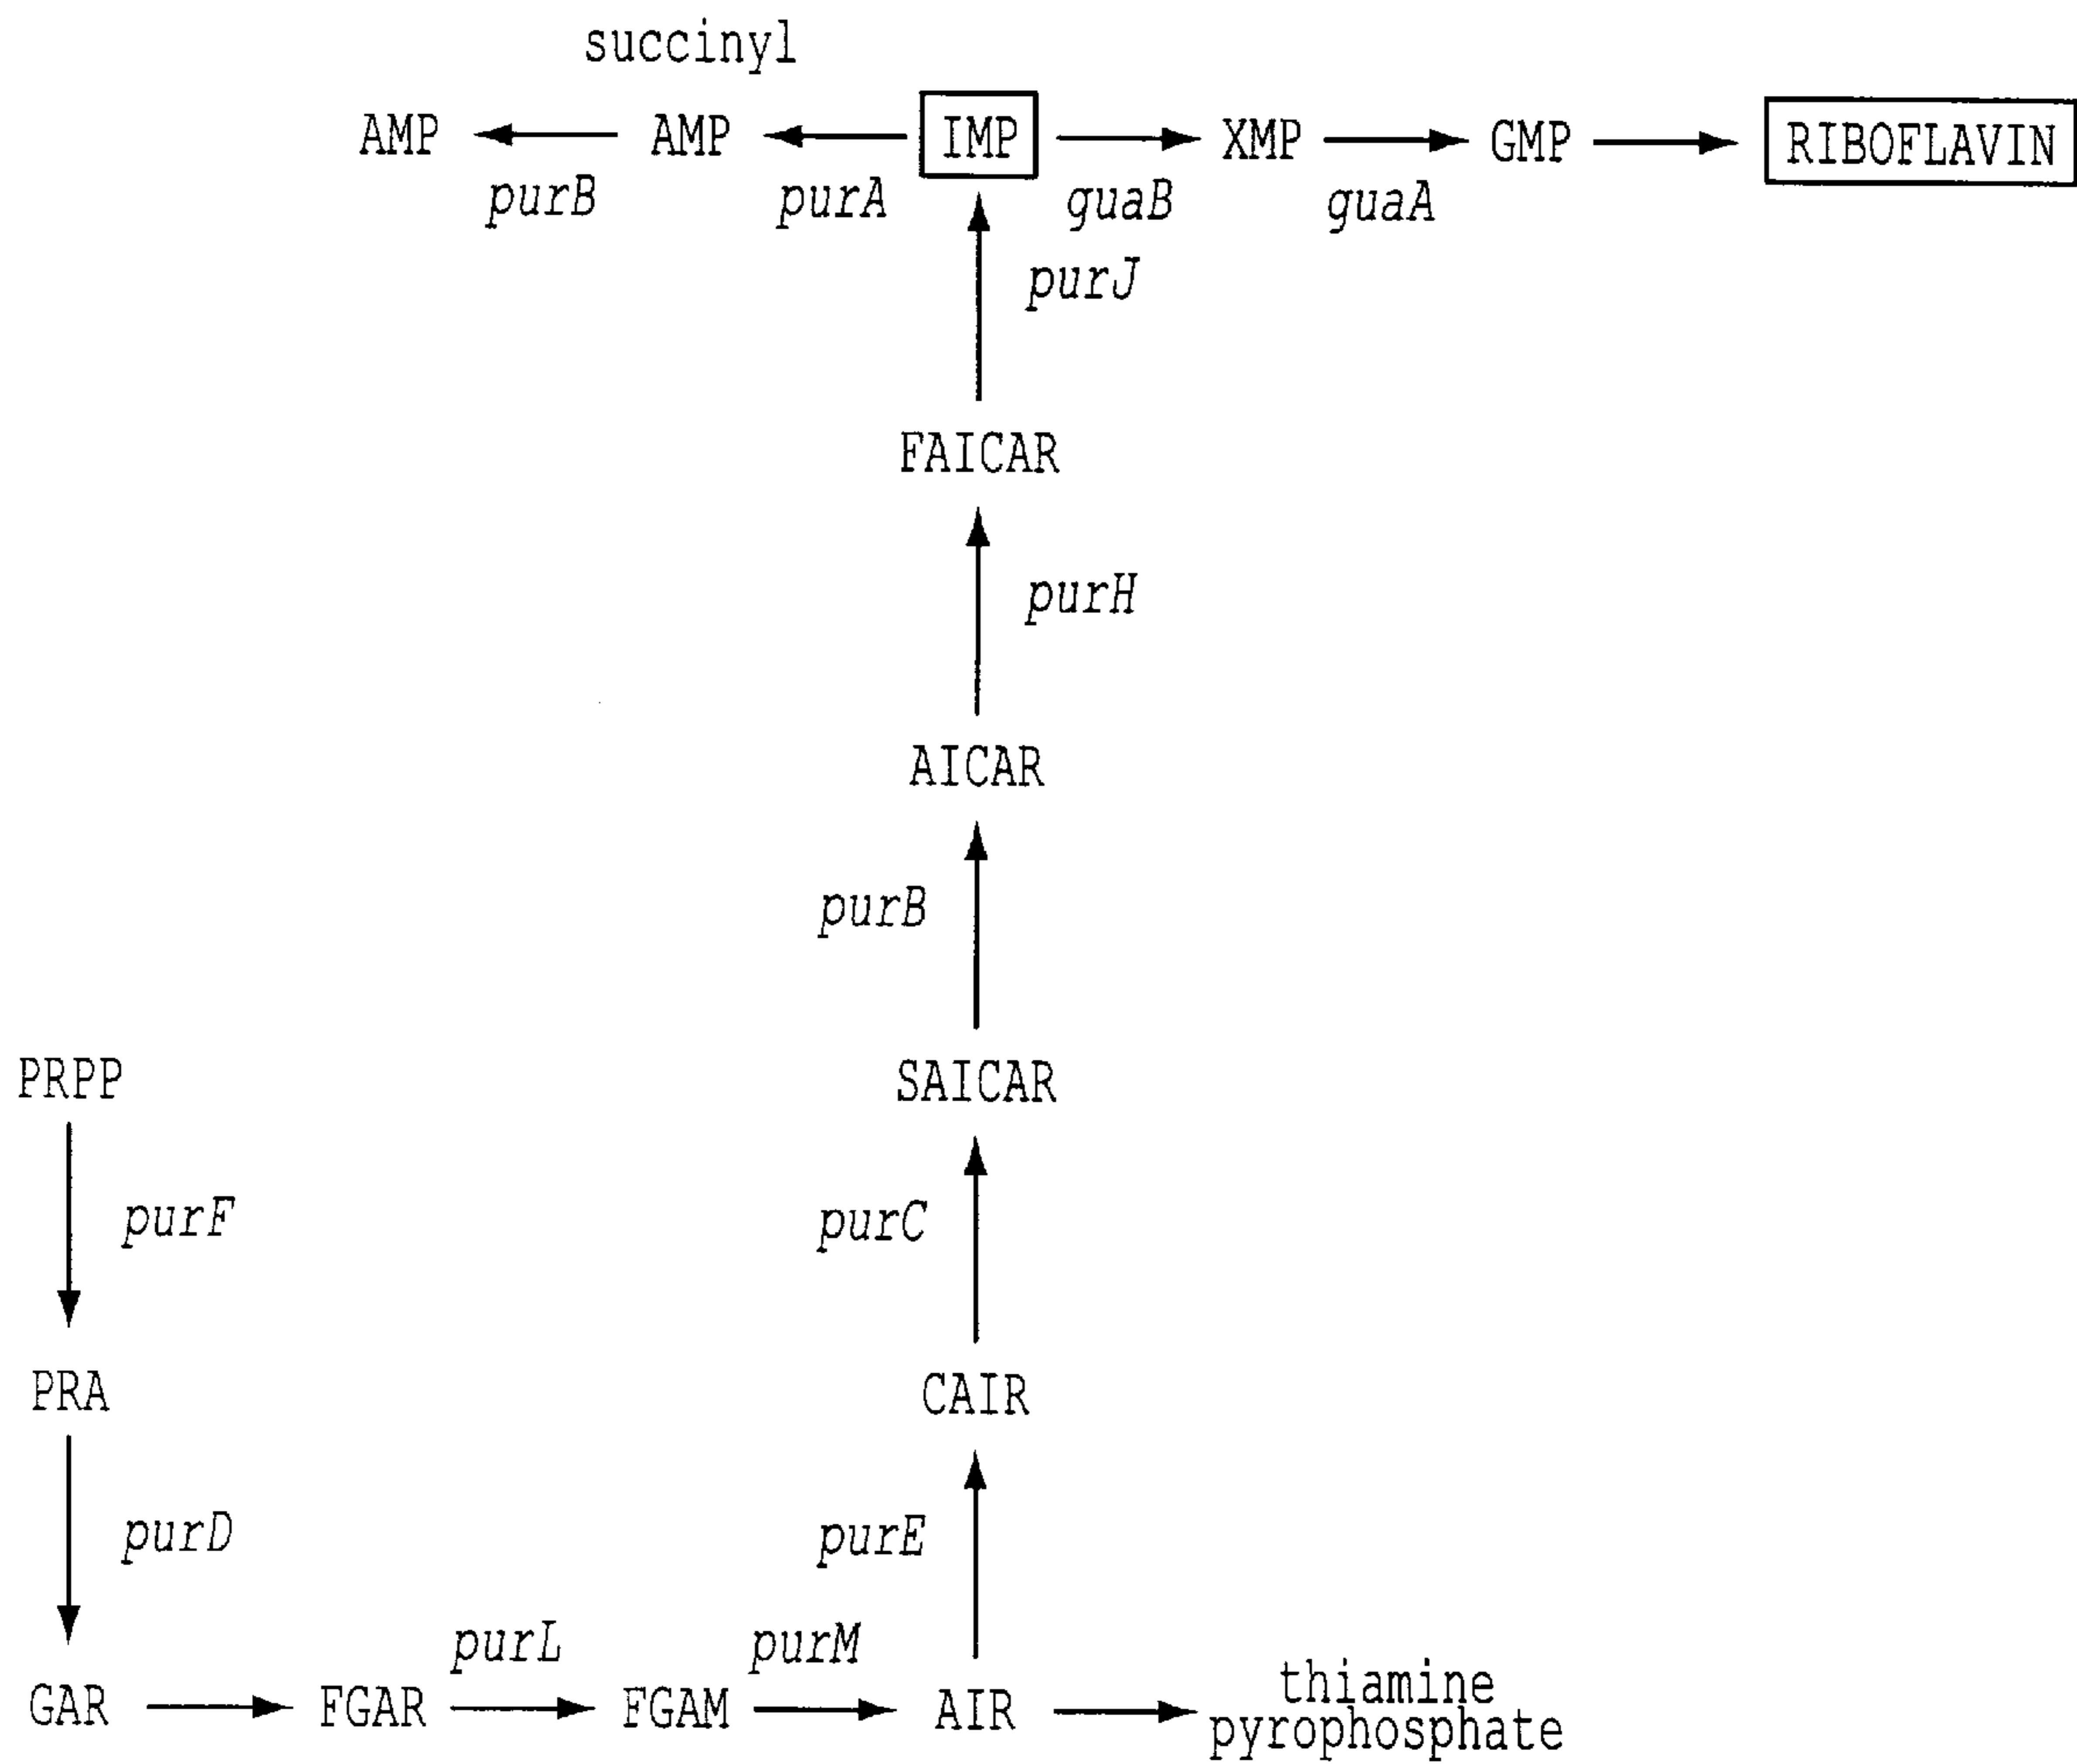 succinyl
AMP AMP IMP XMP GMP RIBOFLAVIN
purB purA guaB guaA
purJ
FAICAR
purH
AICAR
purB
PRPP SAICAR
purF purC
PRA CAIR
purD purE
purL purM
GAR FGAR FGAM AIR thiamine
pyrophosphate